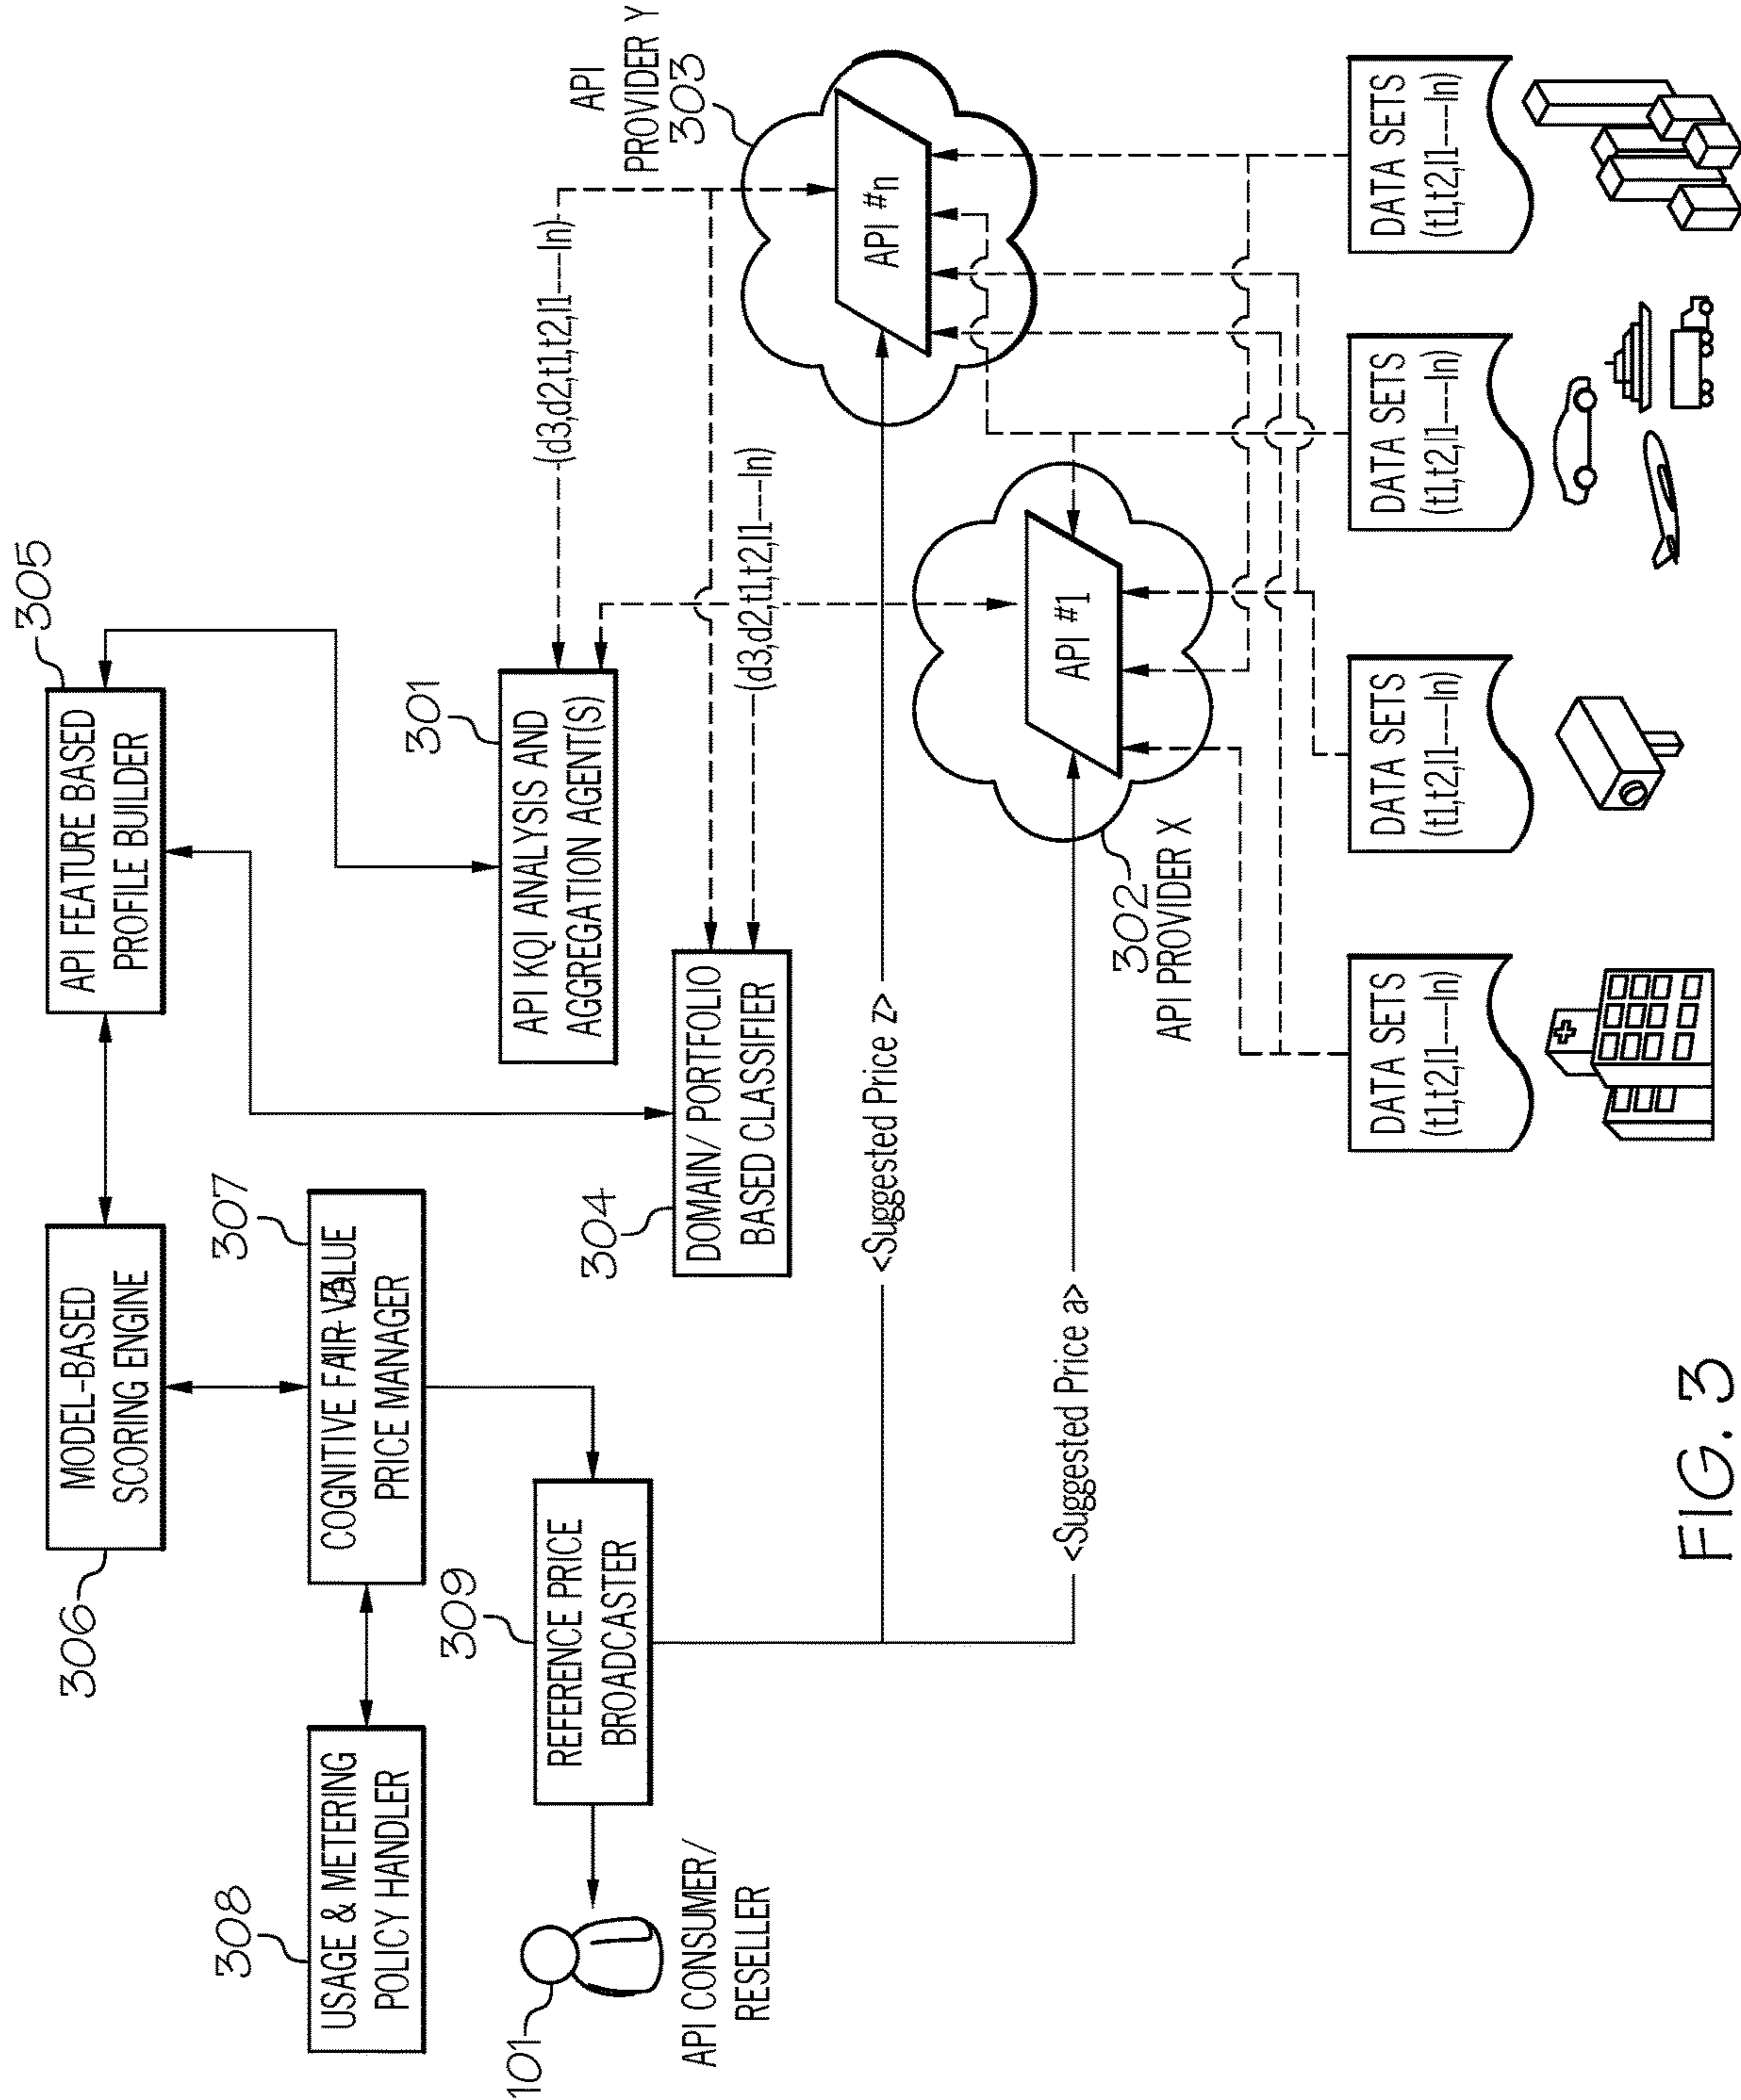 306
MODEL-BASED
SCORING ENGINE
305
API FEATURE BASED
PROFILE BUILDER
308
USAGE & METERING
POLICY HANDLER
307
COGNITIVE FAIR-VALUE
PRICE MANAGER
301
API KQI ANALYSIS AND
AGGREGATION AGENT(S)
(d3,d2,t1,t2,l1----ln)
101
API CONSUMER/
RESELLER
309
REFERENCE PRICE
BROADCASTER
304
DOMAIN/ PORTFOLIO
BASED CLASSIFIER
(d3,d2,t1,t2,l1----ln)
API
PROVIDER Y
303
API #n
<Suggested Price z>
<Suggested Price a>
API #1
302
API PROVIDER X
DATA SETS
(t1,t2,l1----ln)
DATA SETS
(t1,t2,l1----ln)
DATA SETS
(t1,t2,l1----ln)
DATA SETS
(t1,t2,l1----ln)
FIG. 3